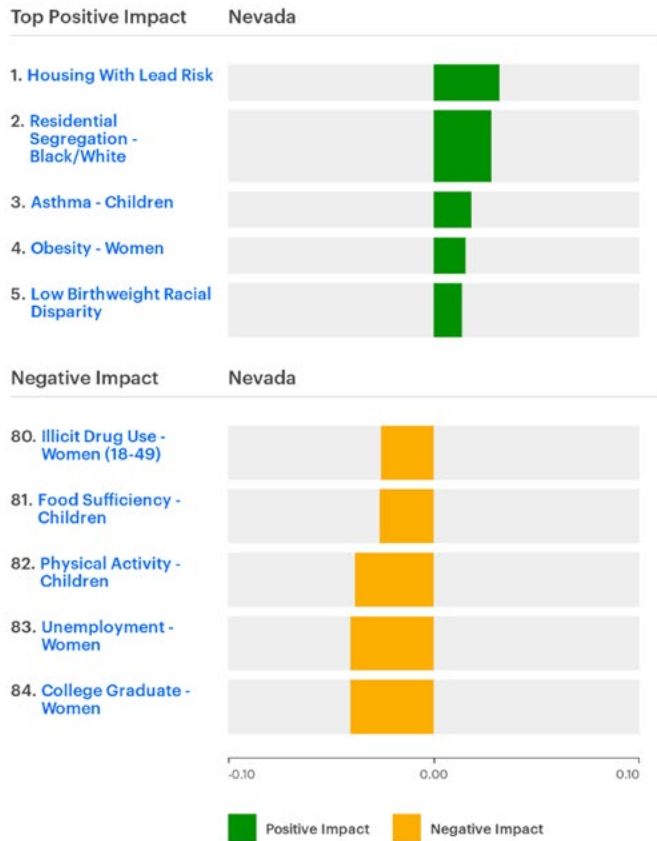 Top Positive Impact Nevada
1. Housing With Lead Risk
2. Residential
Segregation -
Black/White
3. Asthma - Children
4. Obesity - Women
5. Low Birthweight Racial
Disparity
Negative Impact Nevada
80. Illicit Drug Use -
Women (18-49)
81. Food Sufficiency -
Children
82. Physical Activity -
Children
83. Unemployment -
Women
84. College Graduate -
Women
-0.10 0.00 0.10
Positive Impact Negative Impact